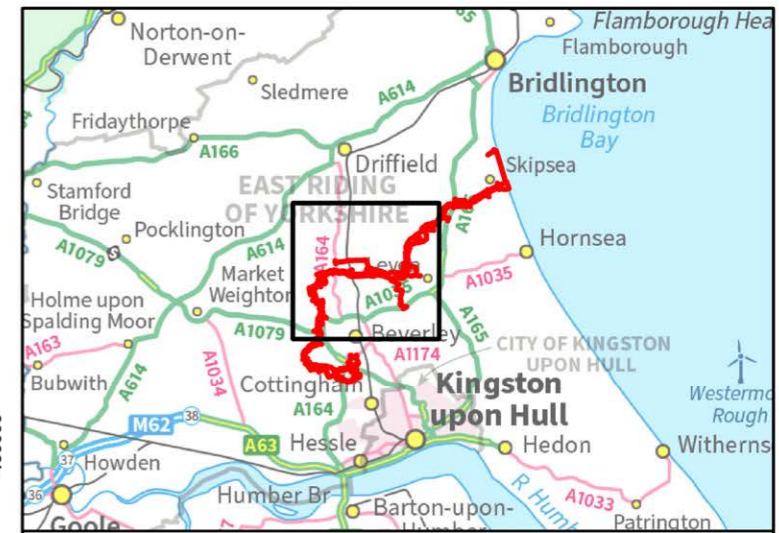 Norton-on-
Derwent
Flamborough Hea
Flamborough
Bridlington
Sledmere
A614
Bridlington
Bay
Fridaythorpe
A166
Driffield
Skipsea
EAST RIDING
OF YORKSHIRE
Stamford
Bridge
Pocklington
A1079
A614
A164
Hornsea
Market
Weighton
A1035
A1035
Holme upon
Spalding Moor
A1079
Beverley
A165
A163
A1174
CITY OF KINGSTON
UPON HULL
Bubwith
A614
A1034
Cottingham
Kingston
upon Hull
A164
M62
38
A63
Hessle
Hedon
Westermo
Rough
Witherns
37
Howden
36
Humber Br
R Humb
A1033
Goole
Barton-upon-
Humber
Patrington